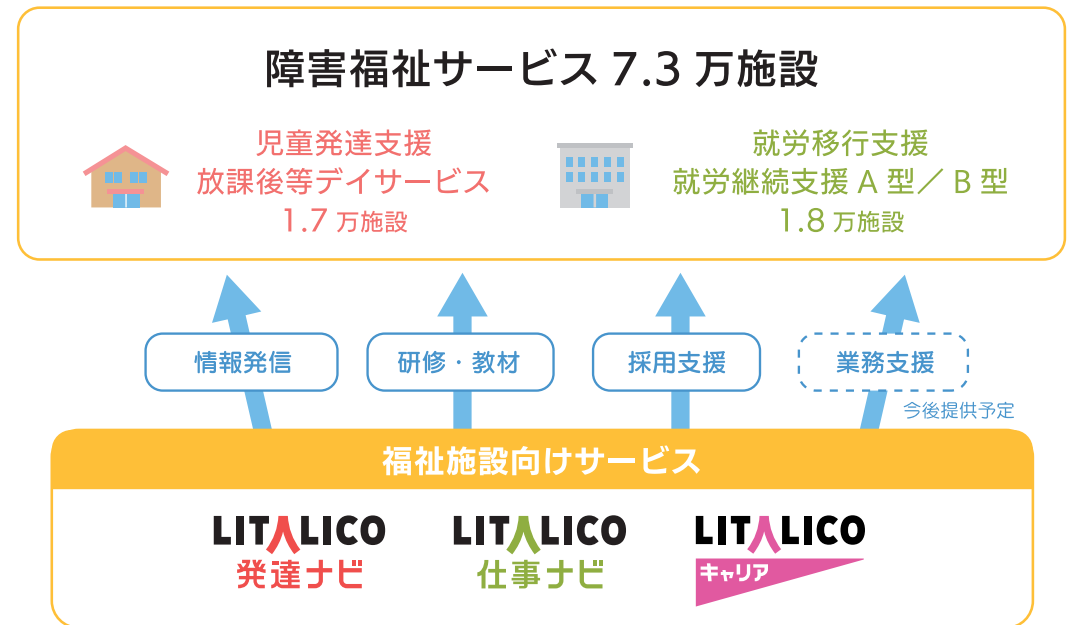 障害福祉サービス 7.3 万施設
児童発達支援
放課後等デイサービス
1.7 万施設
就労移行支援
就労継続支援 A 型／ B 型
1.8 万施設
情報発信
研修・教材
採用支援
業務支援
今後提供予定
福祉施設向けサービス
LITALICO
発達ナビ
LITALICO
仕事ナビ
LITALICO
キャリア